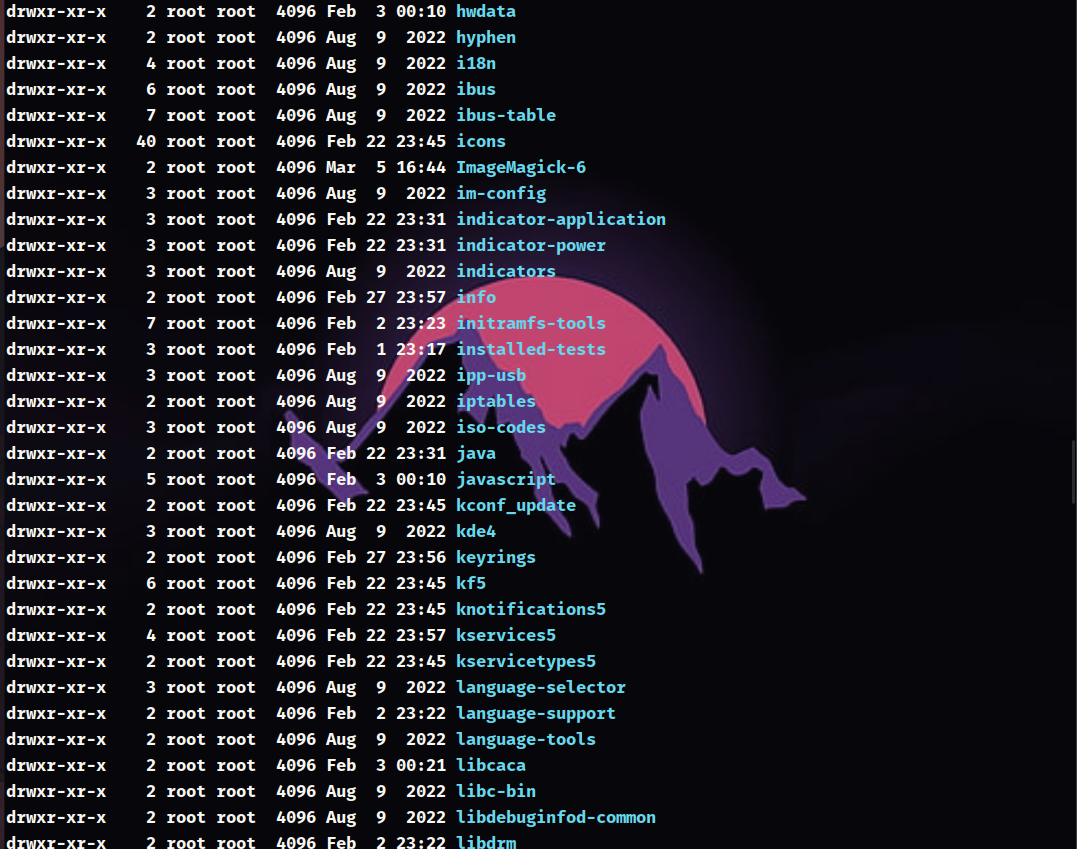 drwxr-xr-x    2 root root  4096 Feb  3 00:10 hwdata
drwxr-xr-x    2 root root  4096 Aug  9  2022 hyphen
drwxr-xr-x    4 root root  4096 Aug  9  2022 i18n
drwxr-xr-x    6 root root  4096 Aug  9  2022 ibus
drwxr-xr-x    7 root root  4096 Aug  9  2022 ibus-table
drwxr-xr-x   40 root root  4096 Feb 22 23:45 icons
drwxr-xr-x    2 root root  4096 Mar  5 16:44 ImageMagick-6
drwxr-xr-x    3 root root  4096 Aug  9  2022 im-config
drwxr-xr-x    3 root root  4096 Feb 22 23:31 indicator-application
drwxr-xr-x    3 root root  4096 Feb 22 23:31 indicator-power
drwxr-xr-x    3 root root  4096 Aug  9  2022 indicators
drwxr-xr-x    2 root root  4096 Feb 27 23:57 info
drwxr-xr-x    7 root root  4096 Feb  2 23:23 initramfs-tools
drwxr-xr-x    3 root root  4096 Feb  1 23:17 installed-tests
drwxr-xr-x    3 root root  4096 Aug  9  2022 ipp-usb
drwxr-xr-x    2 root root  4096 Aug  9  2022 iptables
drwxr-xr-x    3 root root  4096 Aug  9  2022 iso-codes
drwxr-xr-x    2 root root  4096 Feb 22 23:31 java
drwxr-xr-x    5 root root  4096 Feb  3 00:10 javascript
drwxr-xr-x    2 root root  4096 Feb 22 23:45 kconf_update
drwxr-xr-x    3 root root  4096 Aug  9  2022 kde4
drwxr-xr-x    2 root root  4096 Feb 27 23:56 keyrings
drwxr-xr-x    6 root root  4096 Feb 22 23:45 kf5
drwxr-xr-x    2 root root  4096 Feb 22 23:45 knotifications5
drwxr-xr-x    4 root root  4096 Feb 22 23:57 kservices5
drwxr-xr-x    2 root root  4096 Feb 22 23:45 kservicetypes5
drwxr-xr-x    3 root root  4096 Aug  9  2022 language-selector
drwxr-xr-x    2 root root  4096 Feb  2 23:22 language-support
drwxr-xr-x    2 root root  4096 Aug  9  2022 language-tools
drwxr-xr-x    2 root root  4096 Feb  3 00:21 libcaca
drwxr-xr-x    2 root root  4096 Aug  9  2022 libc-bin
drwxr-xr-x    2 root root  4096 Aug  9  2022 libdebuginfod-common
drwxr-xr-x    2 root root  4096 Feb  2 23:22 libdrm